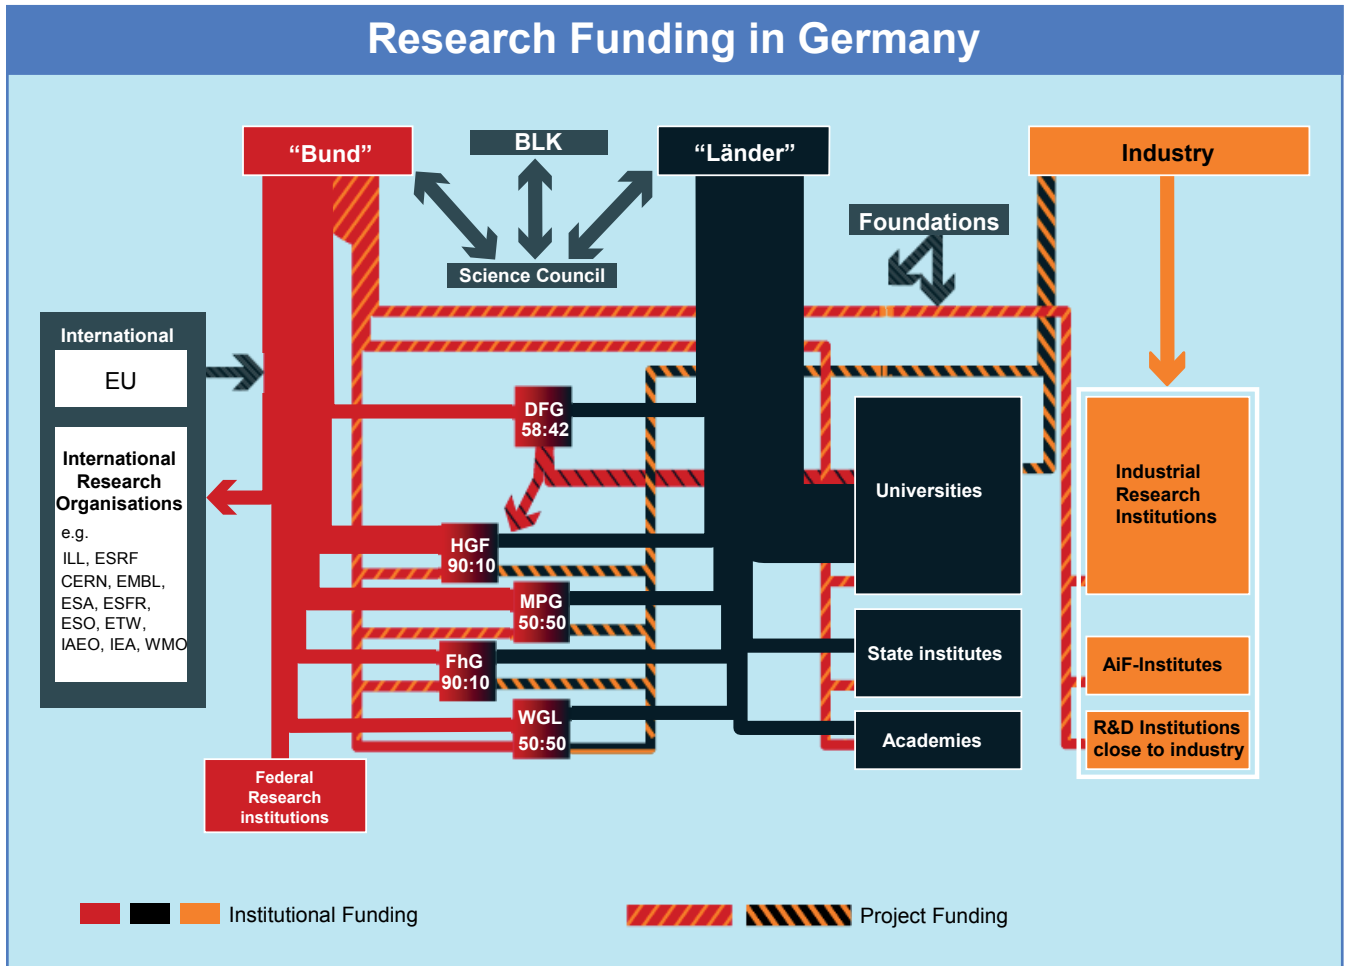 Research Funding in Germany
“Bund”
BLK
“Länder”
Industry
Foundations
Science Council
International
EU
International
Research
Organisations
e.g.
ILL, ESRF
CERN, EMBL,
ESA, ESFR,
ESO, ETW,
IAEO, IEA, WMO
DFG
58:42
HGF
90:10
MPG
50:50
FhG
90:10
WGL
50:50
Universities
State institutes
Academies
Industrial
Research
Institutions
AiF-Institutes
R&D Institutions
close to industry
Federal
Research
institutions
Institutional Funding
Project Funding